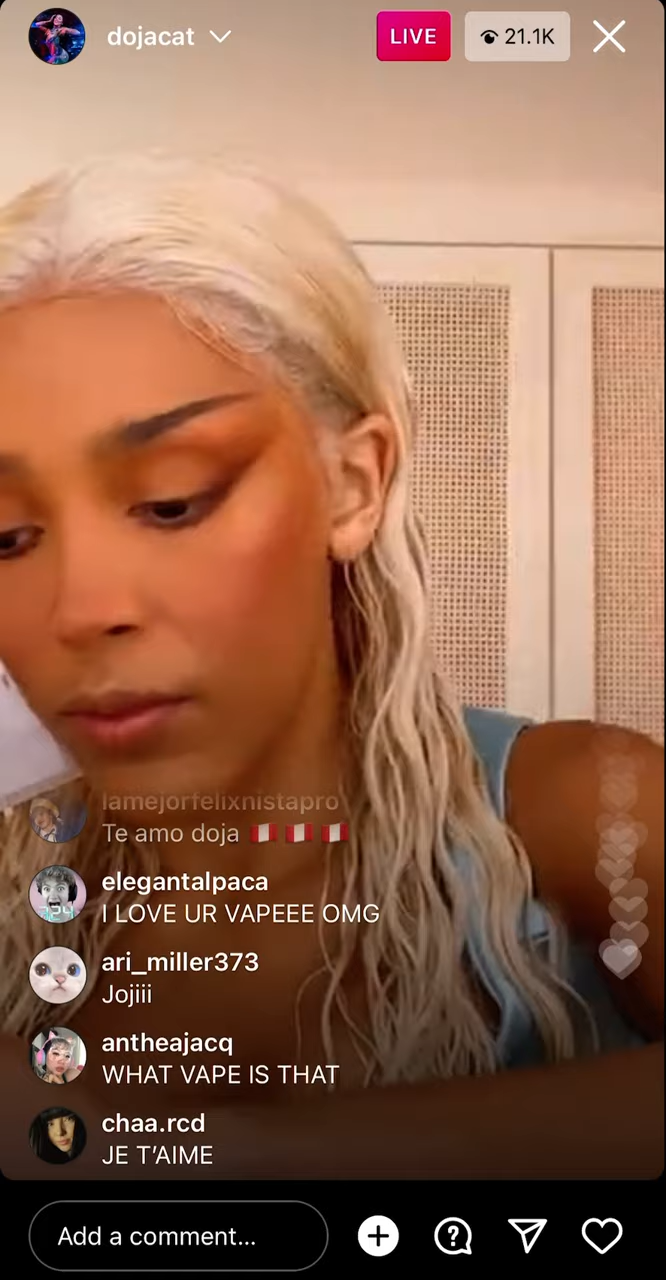 dojacat
LIVE
21.1K
lamejorfelixnistapro
Te amo doja 🇵🇪 🇵🇪 🇵🇪
elegantalpaca
I LOVE UR VAPEEE OMG
ari_miller373
Jojiii
antheajacq
WHAT VAPE IS THAT
chaa.rcd
JE T'AIME
Add a comment...